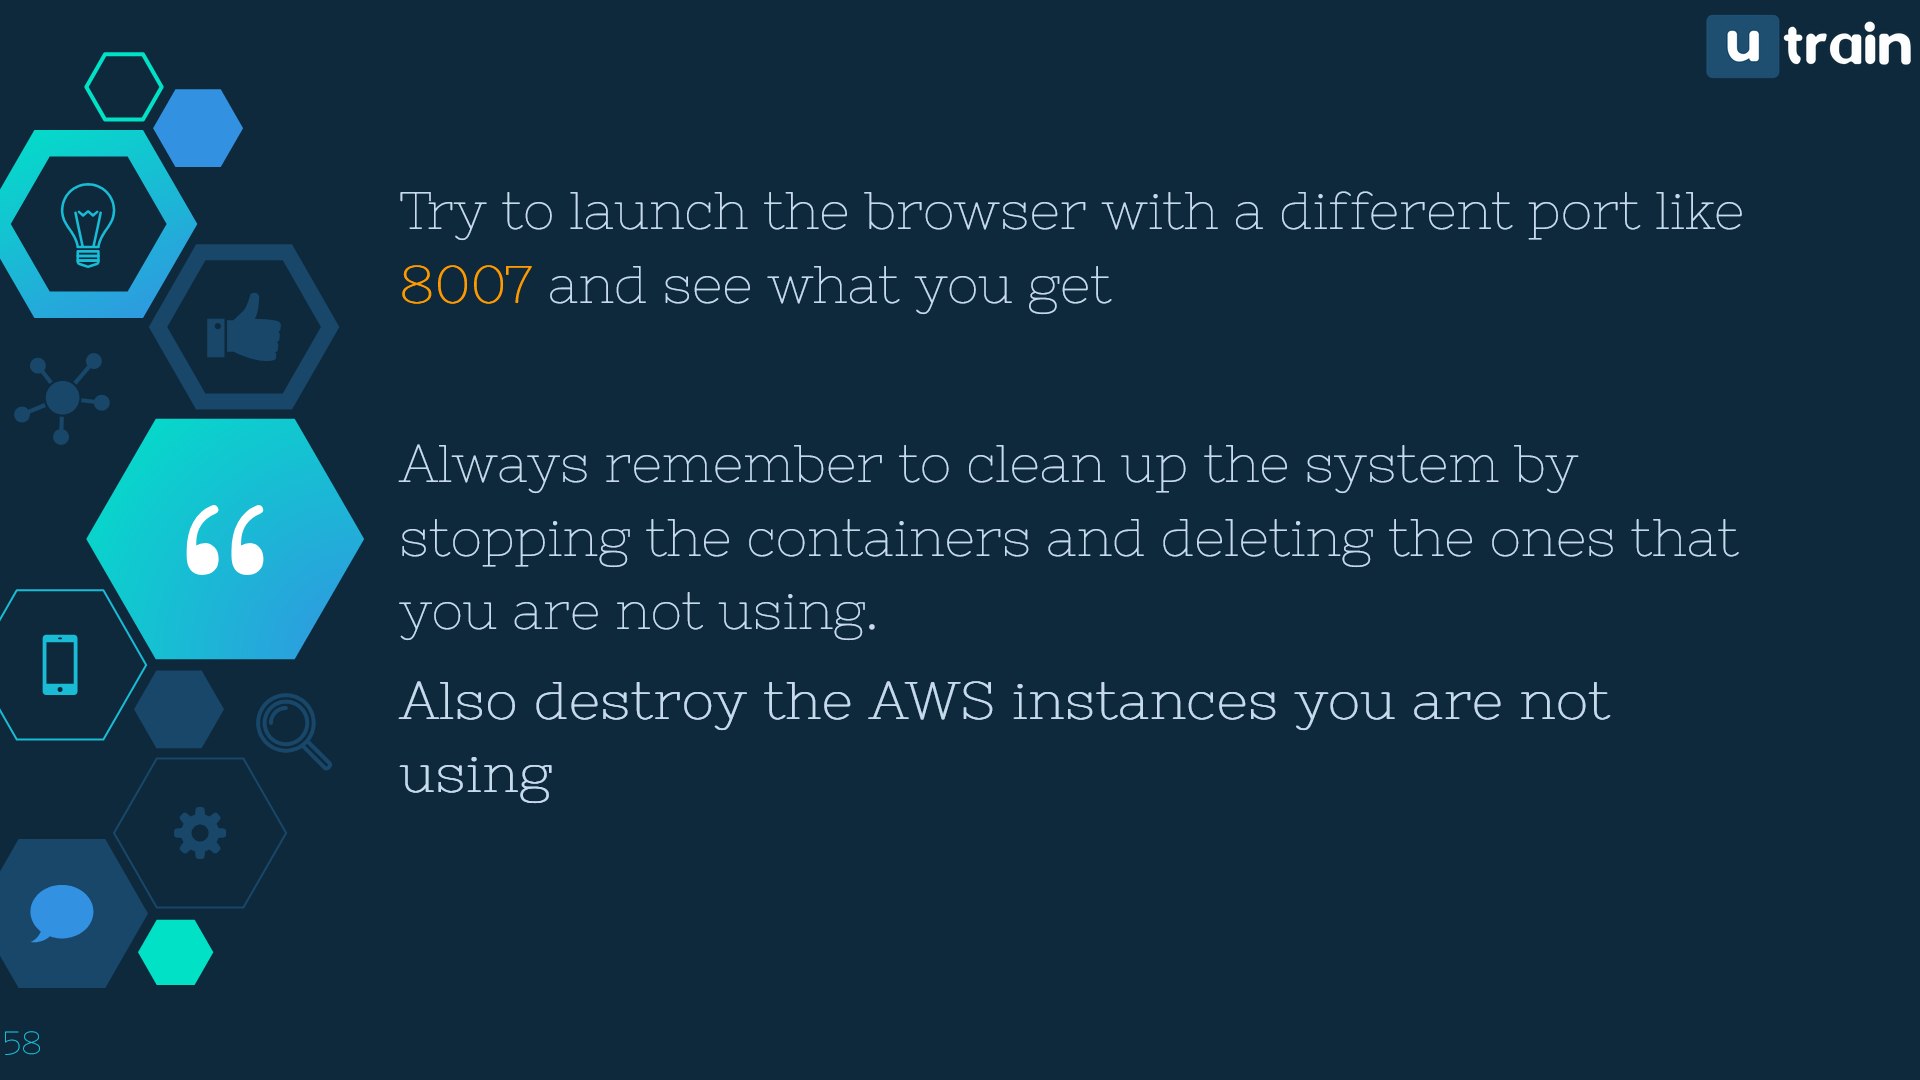 u train
Try to launch the browser with a different port like
8007 and see what you get
Always remember to clean up the system by
stopping the containers and deleting the ones that
you are not using.
Also destroy the AWS instances you are not
using
58